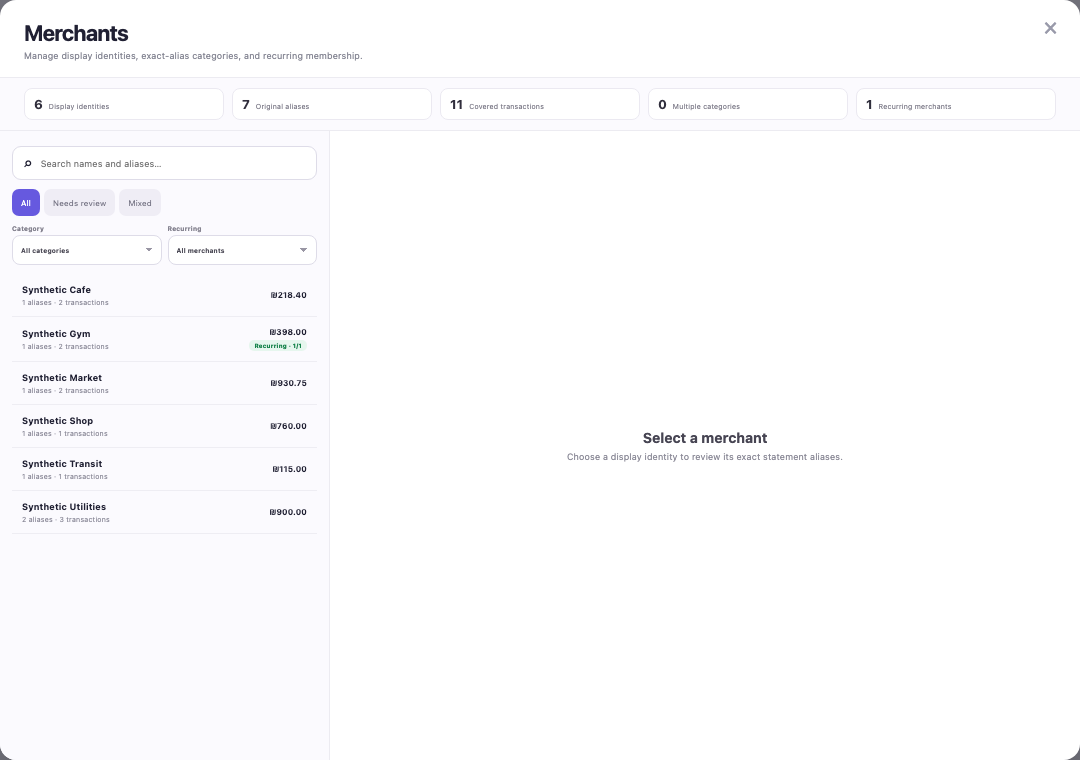 Merchants
Manage display identities, exact-alias categories, and recurring membership.
6 Display identities
7 Original aliases
11 Covered transactions
0 Multiple categories
1 Recurring merchants
Search names and aliases...
All
Needs review
Mixed
Category
Recurring
All categories
All merchants
Synthetic Cafe
₪218.40
1 aliases · 2 transactions
Synthetic Gym
₪398.00
1 aliases · 2 transactions
Recurring · 1/1
Synthetic Market
₪930.75
1 aliases · 2 transactions
Synthetic Shop
₪760.00
1 aliases · 1 transactions
Synthetic Transit
₪115.00
1 aliases · 1 transactions
Synthetic Utilities
₪900.00
2 aliases · 3 transactions
Select a merchant
Choose a display identity to review its exact statement aliases.